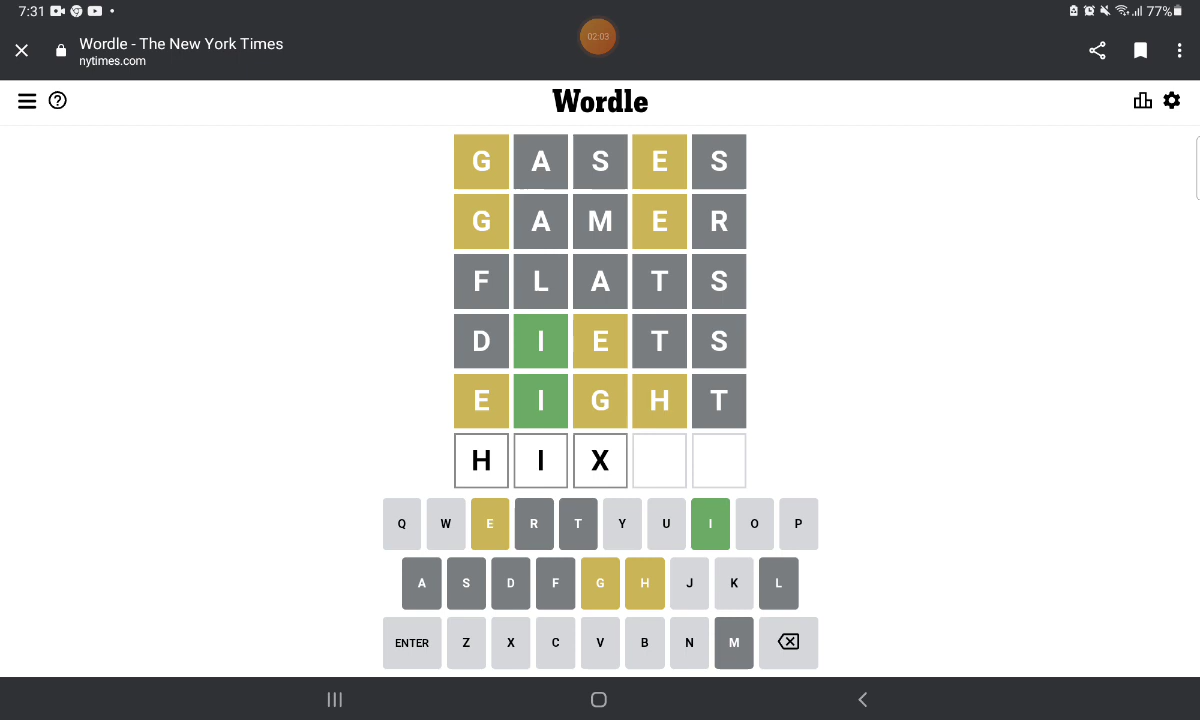 7:31
77%
02:03
Wordle - The New York Times
nytimes.com
Wordle
G A S E S
G A M E R
F L A T S
D I E T S
E I G H T
H I X
Q W E R T Y U I O P
A S D F G H J K L
ENTER Z X C V B N M